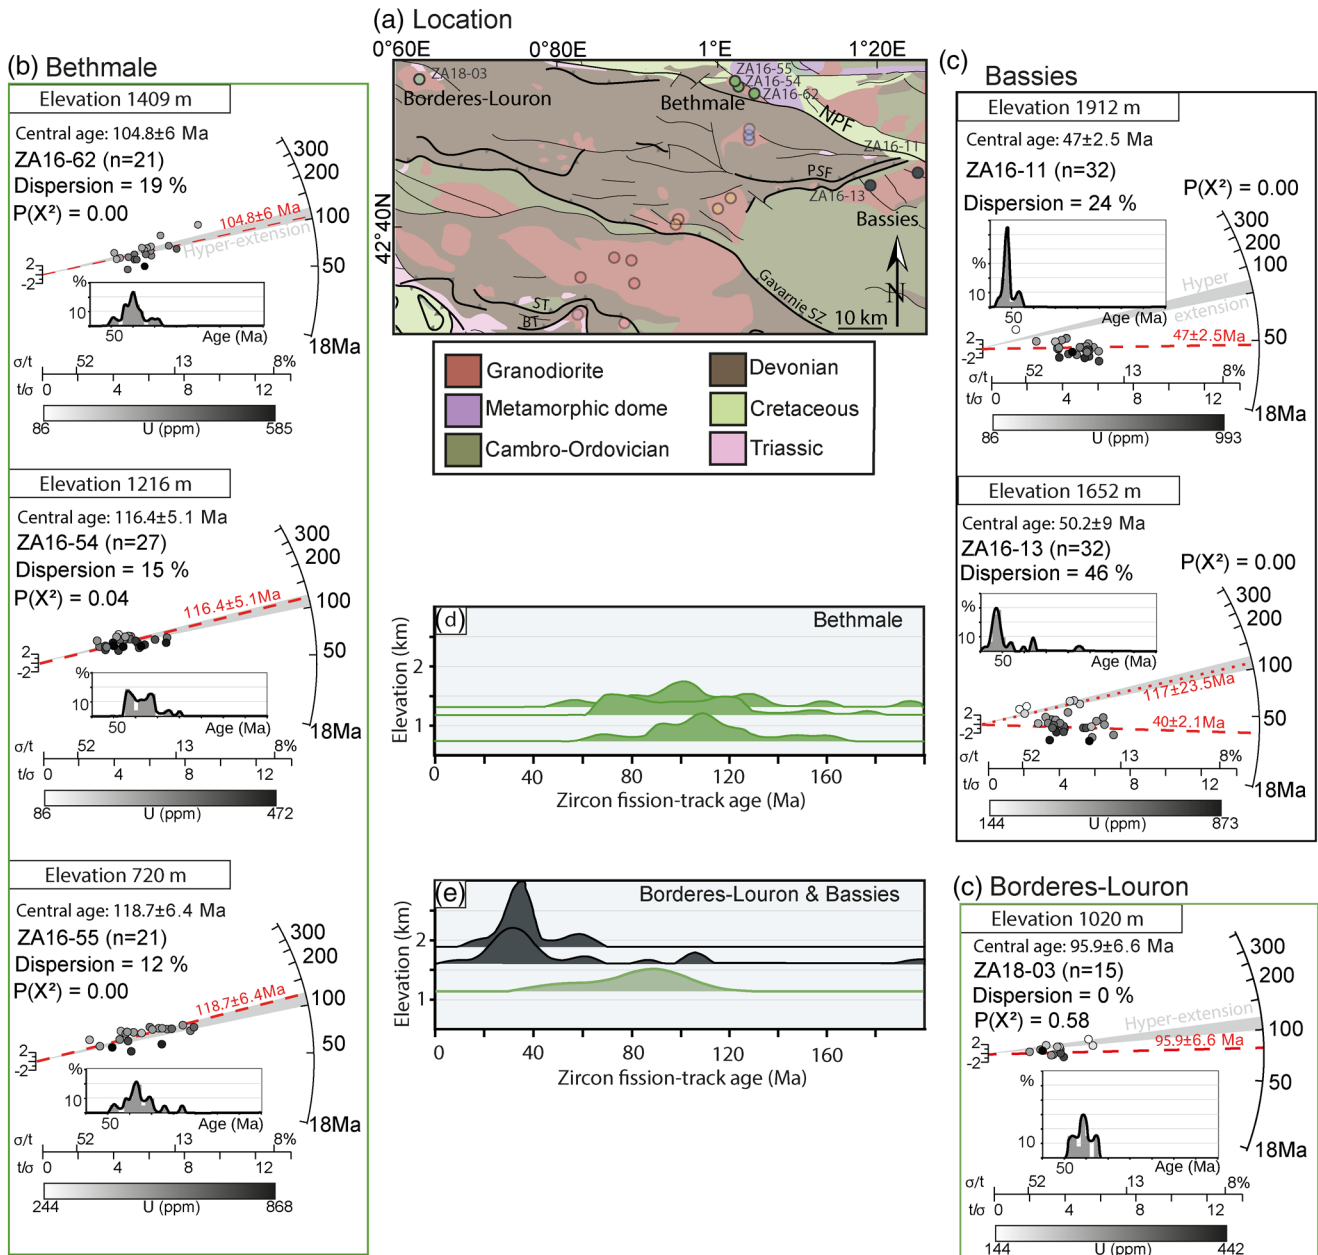 (a) Location
0°60E 0°80E 1°E 1°20E
42°40N
ZA18-03
Borderes-Louron
Bethmale
ZA16-55
ZA16-54
ZA16-62
NPF
ZA16-11
PSF
ZA16-13
Bassies
Gavarnie SZ
ST
BT
N
10 km
Granodiorite
Metamorphic dome
Cambro-Ordovician
Devonian
Cretaceous
Triassic
(b) Bethmale
Elevation 1409 m
Central age: 104.8±6 Ma
ZA16-62 (n=21)
Dispersion = 19 %
P(X²) = 0.00
300
200
100
50
18Ma
104.8±6 Ma
Hyper-extension
2
-2
%
10
50
Age (Ma)
σ/t 52 13 8%
t/σ 0 4 8 12
86 U (ppm) 585
Elevation 1216 m
Central age: 116.4±5.1 Ma
ZA16-54 (n=27)
Dispersion = 15 %
P(X²) = 0.04
300
200
100
50
18Ma
116.4±5.1Ma
2
-2
%
10
50
Age (Ma)
σ/t 52 13 8%
t/σ 0 4 8 12
86 U (ppm) 472
Elevation 720 m
Central age: 118.7±6.4 Ma
ZA16-55 (n=21)
Dispersion = 12 %
P(X²) = 0.00
300
200
100
50
18Ma
118.7±6.4Ma
2
-2
%
10
50
Age (Ma)
σ/t 52 13 8%
t/σ 0 4 8 12
244 U (ppm) 868
(c) Bassies
Elevation 1912 m
Central age: 47±2.5 Ma
ZA16-11 (n=32)
P(X²) = 0.00
Dispersion = 24 %
300
200
100
50
18Ma
Hyper
extension
47±2.5Ma
2
-2
%
10
50
Age (Ma)
σ/t 52 13 8%
t/σ 0 4 8 12
86 U (ppm) 993
Elevation 1652 m
Central age: 50.2±9 Ma
ZA16-13 (n=32)
P(X²) = 0.00
Dispersion = 46 %
300
200
100
50
18Ma
117±23.5Ma
40±2.1Ma
2
-2
%
10
50
Age (Ma)
σ/t 52 13 8%
t/σ 0 4 8 12
144 U (ppm) 873
(d)
Bethmale
Elevation (km)
2
1
0 40 80 120 160
Zircon fission-track age (Ma)
(e)
Borderes-Louron & Bassies
Elevation (km)
2
1
0 40 80 120 160
Zircon fission-track age (Ma)
(c) Borderes-Louron
Elevation 1020 m
Central age: 95.9±6.6 Ma
ZA18-03 (n=15)
Dispersion = 0 %
P(X²) = 0.58
300
200
100
50
18Ma
Hyper-extension
95.9±6.6 Ma
2
-2
%
10
50
Age (Ma)
σ/t 52 13 8%
t/σ 0 4 8 12
144 U (ppm) 442